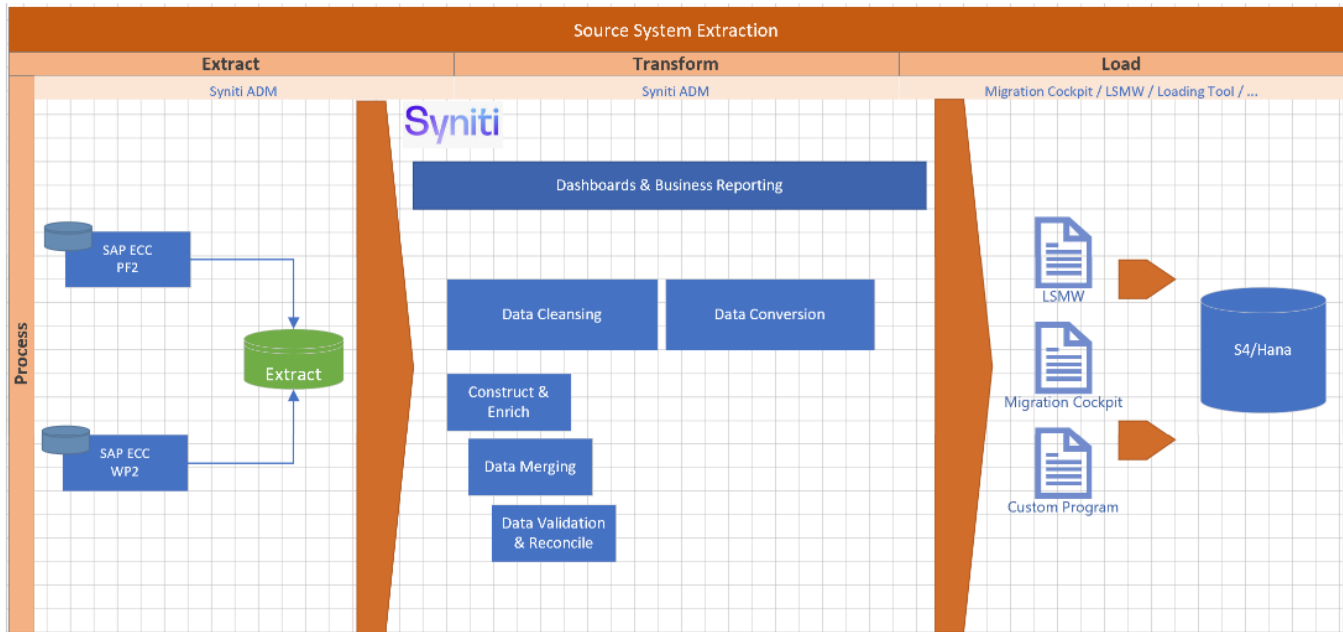 Source System Extraction
Extract
Transform
Load
Syniti ADM
Syniti ADM
Migration Cockpit / LSMW / Loading Tool / ...
Process
SAP ECC
PF2
Extract
SAP ECC
WP2
Syniti
Dashboards & Business Reporting
Data Cleansing
Data Conversion
Construct &
Enrich
Data Merging
Data Validation
& Reconcile
LSMW
Migration Cockpit
Custom Program
S4/Hana